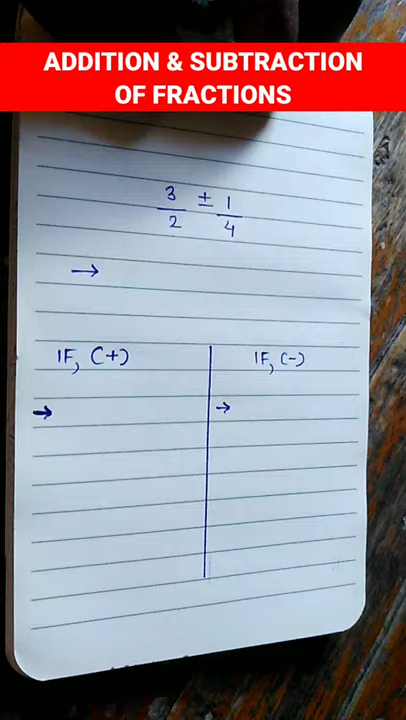 ADDITION & SUBTRACTION
OF FRACTIONS
3/2 ± 1/4
→
IF, (+)
IF, (-)
→
→